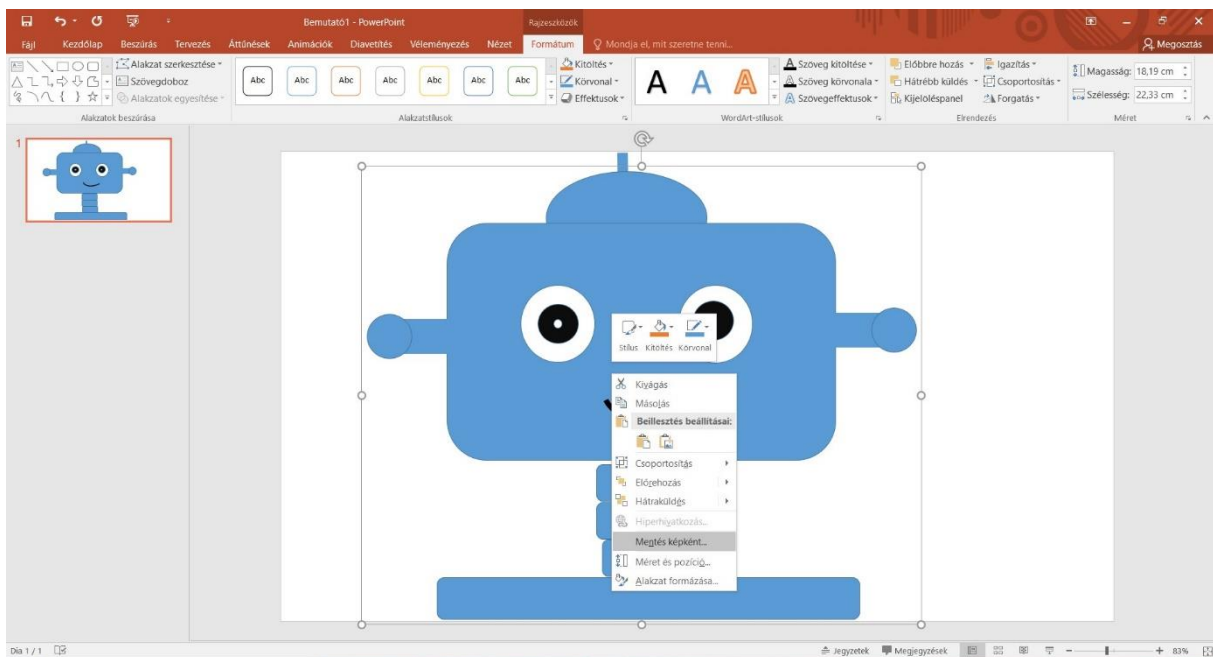 Bemutató1 - PowerPoint
Rajzeszközök
Fájl Kezdőlap Beszúrás Tervezés Áttűnések Animációk Diavetítés Véleményezés Nézet Formátum Mondja el, mit szeretne tenni... Megosztás
Alakzat szerkesztése
Szövegdoboz
Alakzatok egyesítése
Alakzatok beszúrása
Abc Abc Abc Abc Abc Abc Abc
Kitöltés
Körvonal
Effektusok
Alakzatstílusok
A A A
Szöveg kitöltése
Szöveg körvonala
Szövegeffektusok
WordArt-stílusok
Előbbre hozás
Hátrébb küldés
Kijelöléspanel
Igazítás
Csoportosítás
Forgatás
Elrendezés
Magasság: 18,19 cm
Szélesség: 22,33 cm
Méret
1
Stílus Kitöltés Körvonal
Kivágás
Másolás
Beillesztés beállításai:
Csoportosítás
Előrehozás
Hátraküldés
Hiperhivatkozás...
Mentés képként...
Méret és pozíció...
Alakzat formázása...
Dia 1 / 1 Jegyzetek Megjegyzések 83%